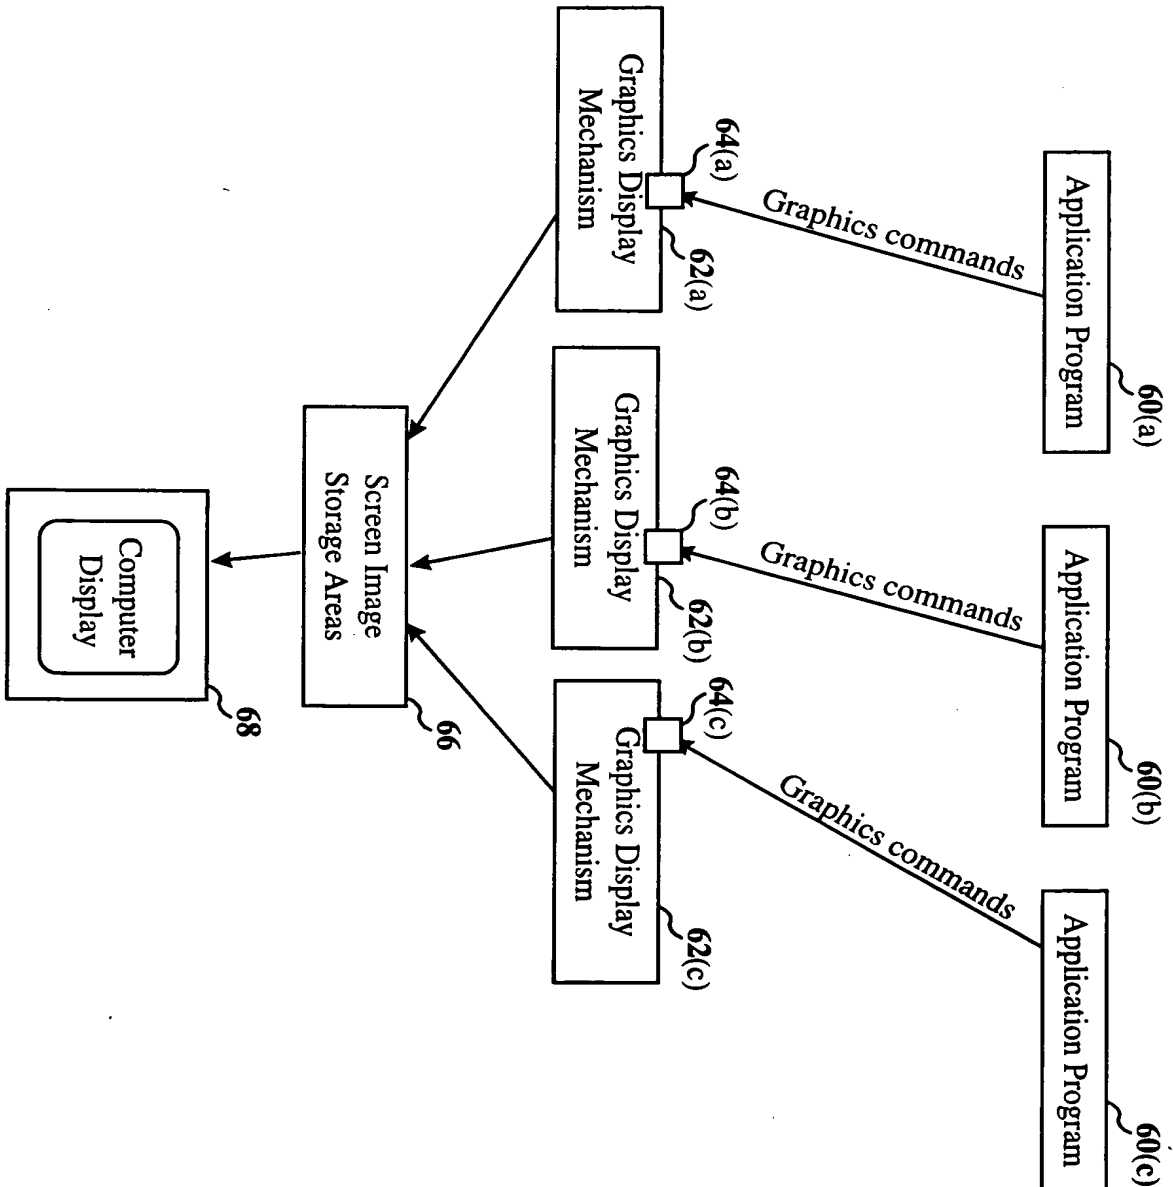 Application Program
60(a)
Application Program
60(b)
Application Program
60(c)
Graphics commands
Graphics commands
Graphics commands
64(a)
62(a)
64(b)
62(b)
64(c)
62(c)
Graphics Display
Mechanism
Graphics Display
Mechanism
Graphics Display
Mechanism
Screen Image
Storage Areas
66
Computer
Display
68